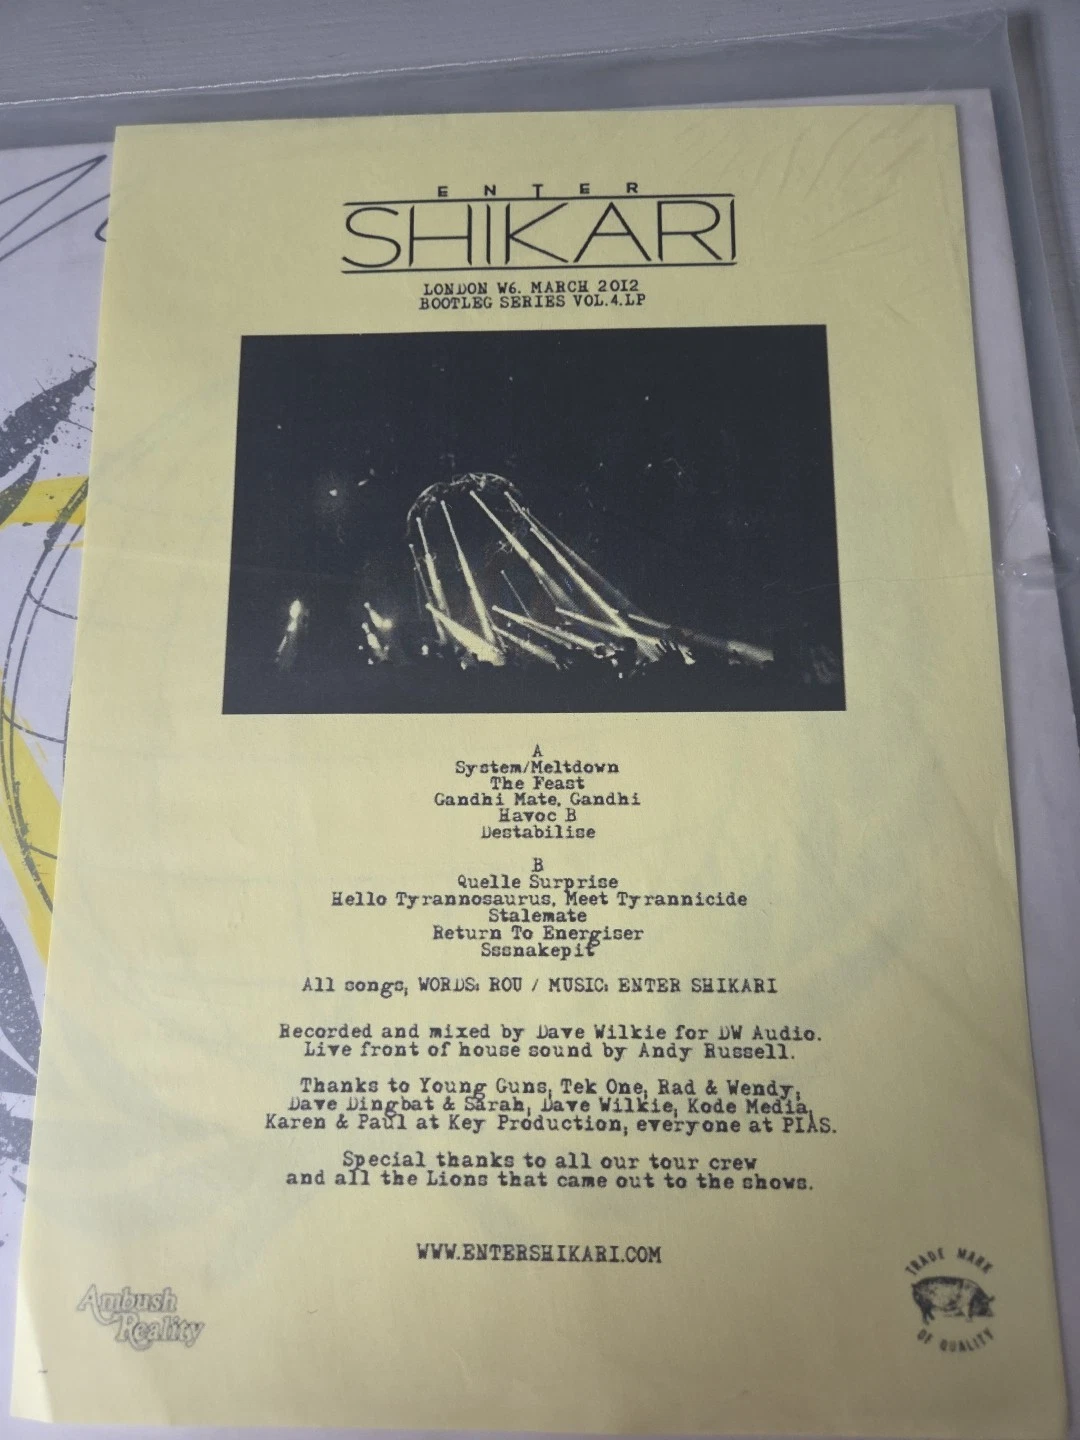 ENTER
SHIKARI
LONDON W6. MARCH 2012
BOOTLEG SERIES VOL.4.LP
A
System/Meltdown
The Feast
Gandhi Mate, Gandhi
Havoc B
Destabilise
B
Quelle Surprise
Hello Tyrannosaurus, Meet Tyrannicide
Stalemate
Return To Energiser
Sssnakepit
All songs, WORDS: ROU / MUSIC: ENTER SHIKARI
Recorded and mixed by Dave Wilkie for DW Audio.
Live front of house sound by Andy Russell.
Thanks to Young Guns, Tek One, Rad & Wendy,
Dave Dingbat & Sarah, Dave Wilkie, Kode Media,
Karen & Paul at Key Production, everyone at PIAS.
Special thanks to all our tour crew
and all the Lions that came out to the shows.
WWW.ENTERSHIKARI.COM
Ambush
Reality
TRADE MARK
OF QUALITY